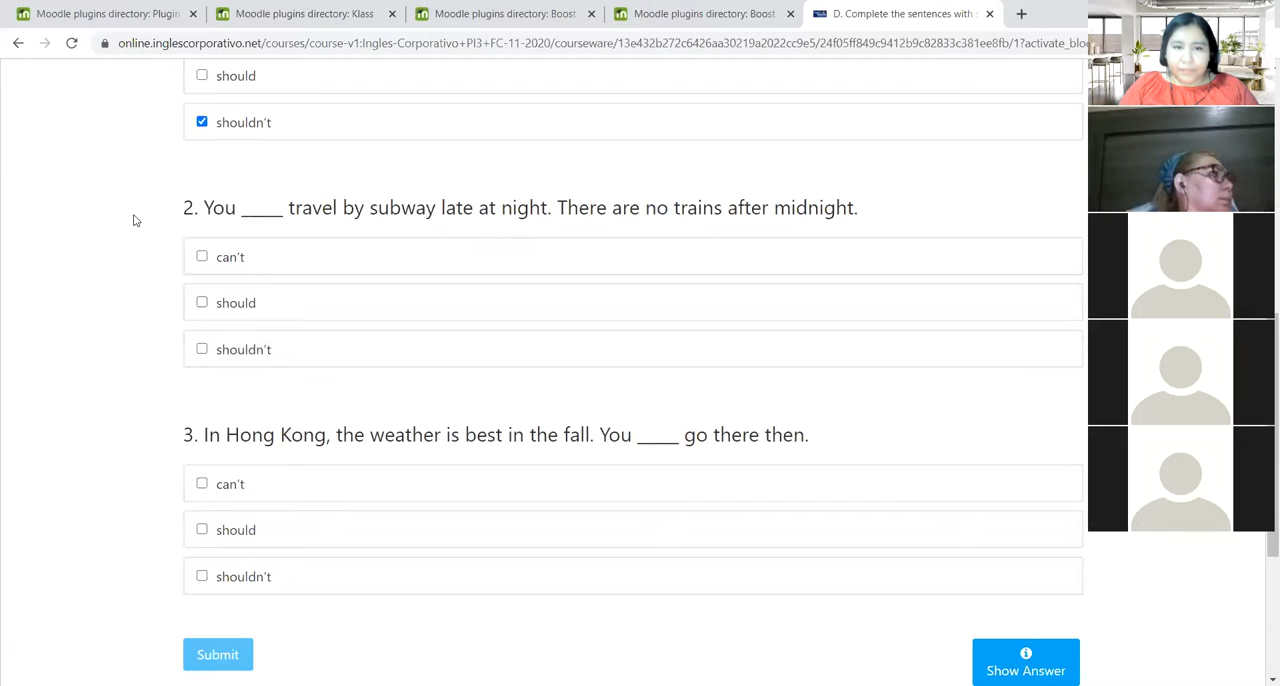 Moodle plugins directory: Plugin
Moodle plugins directory: Klass
Moodle plugins directory: Boost
Moodle plugins directory: Boost
D. Complete the sentences with s
online.inglescorporativo.net/courses/course-v1:Ingles-Corporativo+PI3+FC-11-2020/courseware/13e432b272c6426aa30219a2022cc9e5/24f05ff849c9412b9c82833c381ee8fb/1?activate_bloc
should
shouldn't
2. You ____ travel by subway late at night. There are no trains after midnight.
can't
should
shouldn't
3. In Hong Kong, the weather is best in the fall. You ____ go there then.
can't
should
shouldn't
Submit
Show Answer